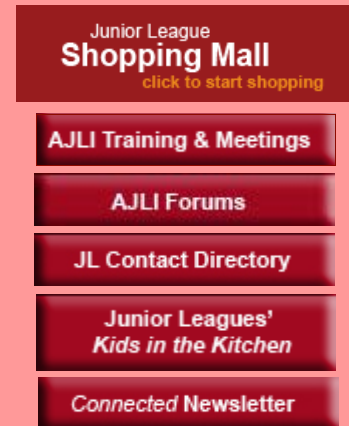 Junior League
Shopping Mall
click to start shopping
AJLI Training & Meetings
AJLI Forums
JL Contact Directory
Junior Leagues'
Kids in the Kitchen
Connected Newsletter